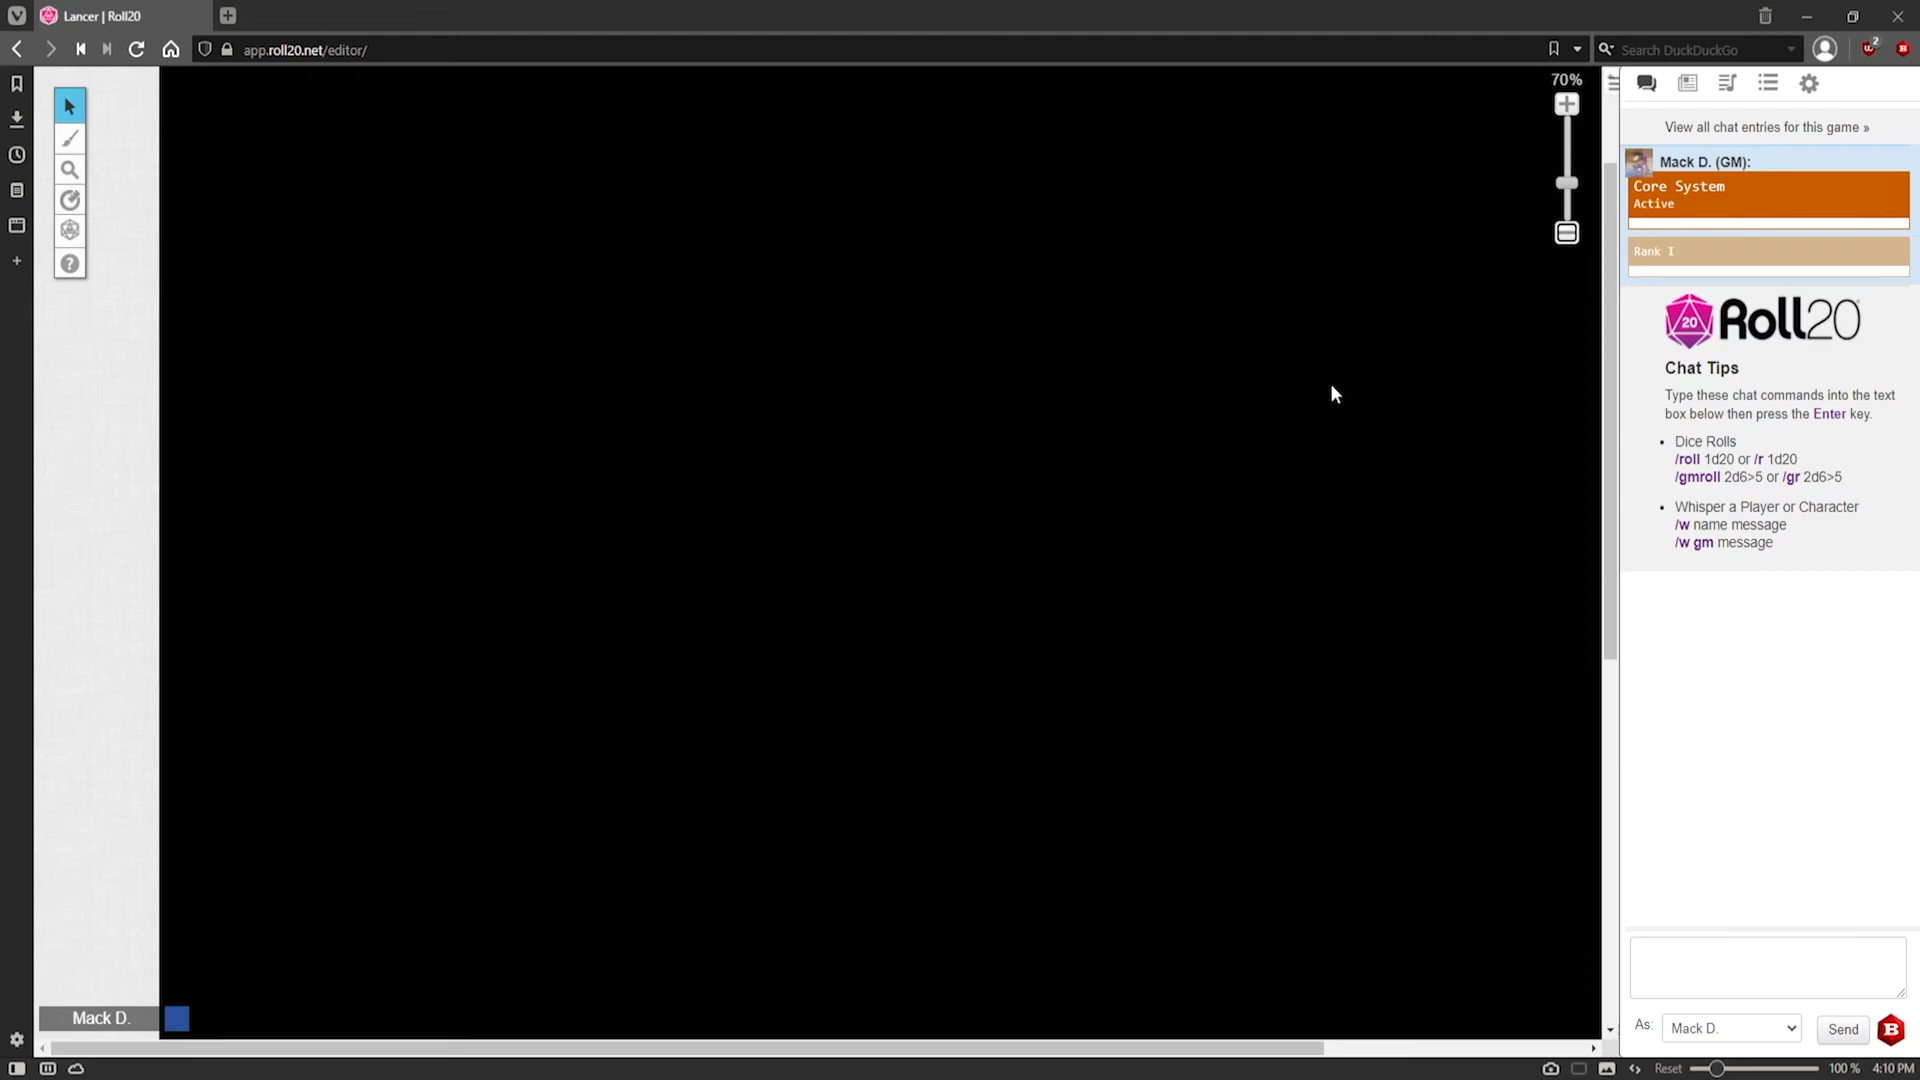 Lancer | Roll20
app.roll20.net/editor/
Search DuckDuckGo
2
70%
View all chat entries for this game »
Mack D. (GM):
Core System
Active
Rank I
20 Roll20
Chat Tips
Type these chat commands into the text
box below then press the Enter key.
• Dice Rolls
/roll 1d20 or /r 1d20
/gmroll 2d6>5 or /gr 2d6>5
• Whisper a Player or Character
/w name message
/w gm message
Mack D.
As: Mack D. Send B
Reset 100 % 4:10 PM